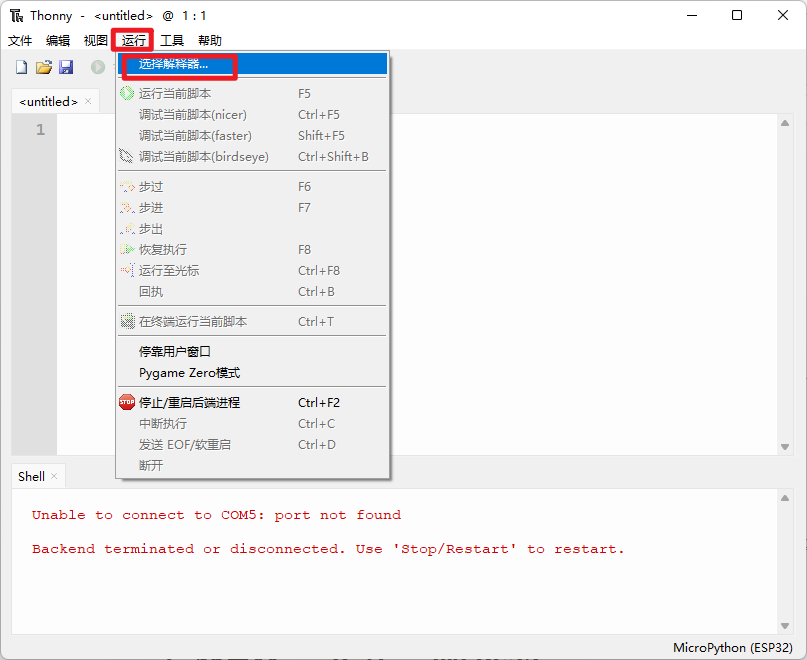 Thonny - <untitled> @ 1 : 1
文件 编辑 视图 运行 工具 帮助
选择解释器...
<untitled> ×
运行当前脚本 F5
1
调试当前脚本(nicer) Ctrl+F5
调试当前脚本(faster) Shift+F5
调试当前脚本(birdseye) Ctrl+Shift+B
步过 F6
步进 F7
步出
恢复执行 F8
运行至光标 Ctrl+F8
回执 Ctrl+B
在终端运行当前脚本 Ctrl+T
停靠用户窗口
Pygame Zero模式
STOP 停止/重启后端进程 Ctrl+F2
中断执行 Ctrl+C
发送 EOF/软重启 Ctrl+D
断开
Shell ×
Unable to connect to COM5: port not found
Backend terminated or disconnected. Use 'Stop/Restart' to restart.
MicroPython (ESP32)